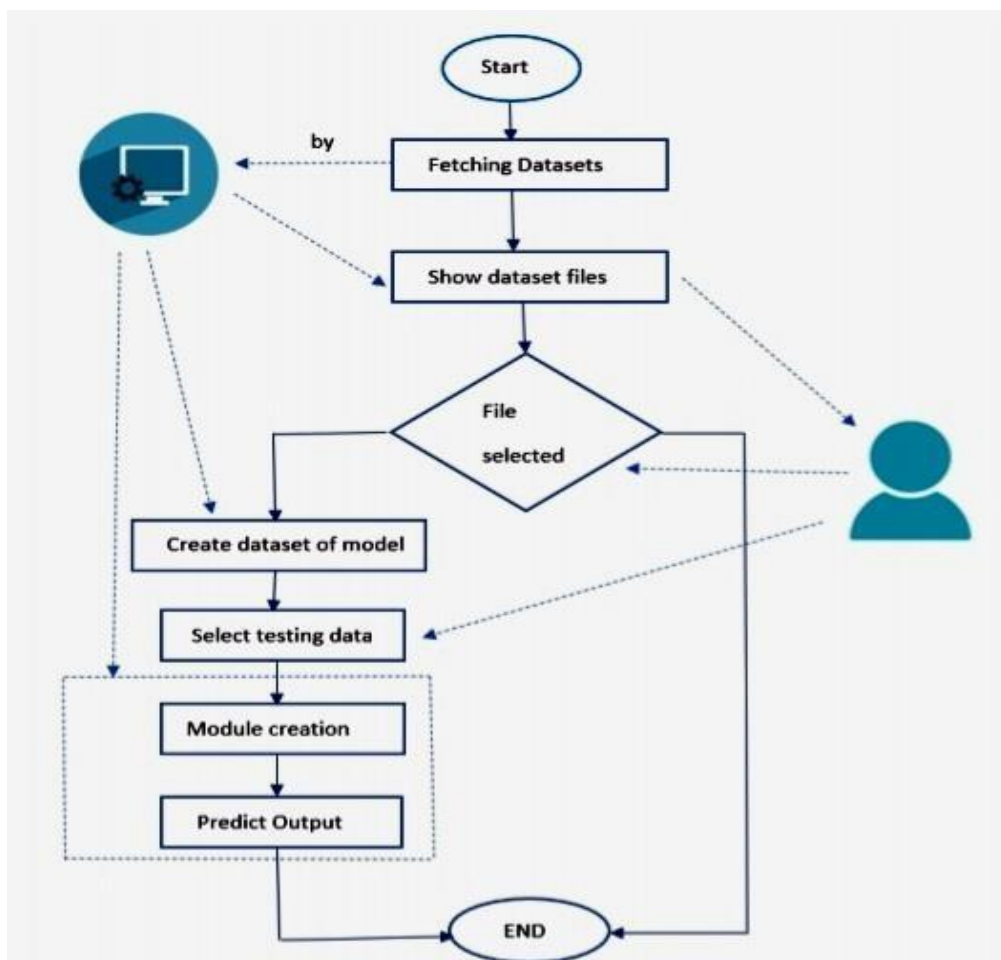 Start
by
Fetching Datasets
Show dataset files
File
selected
Create dataset of model
Select testing data
Module creation
Predict Output
END